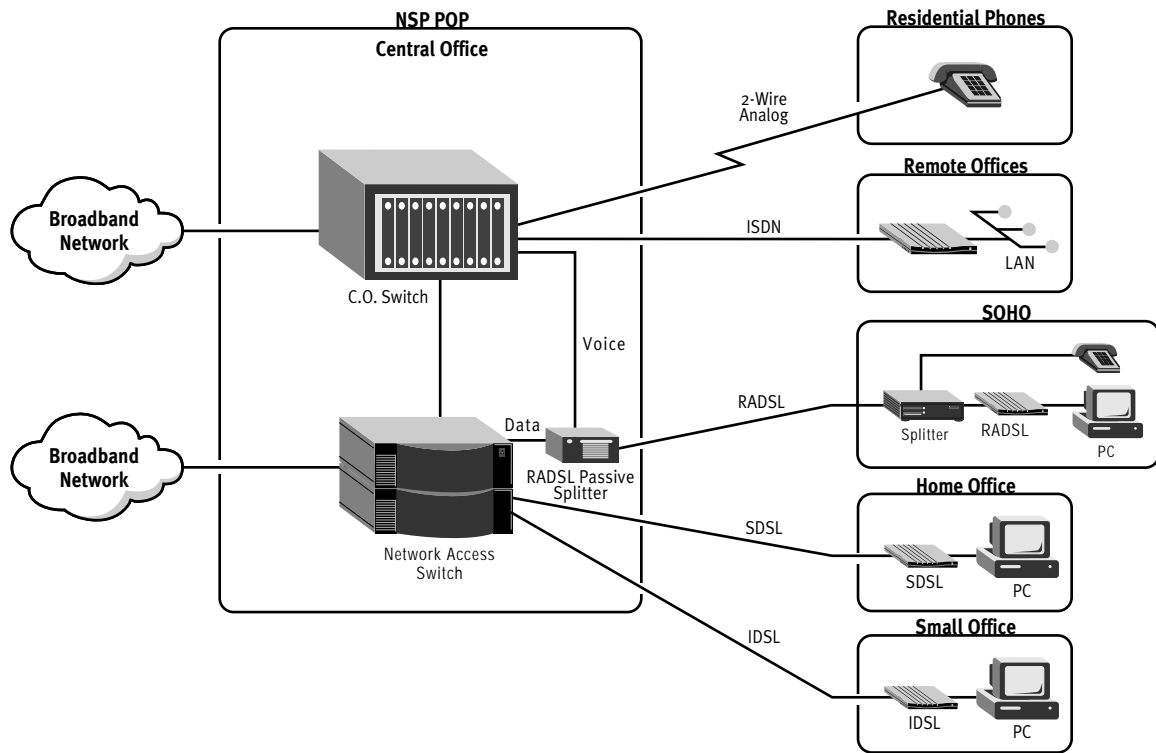 NSP POP
Central Office
Residential Phones
2-Wire
Analog
Remote Offices
Broadband
Network
ISDN
LAN
C.O. Switch
SOHO
Voice
RADSL
Splitter
RADSL
PC
Data
Broadband
Network
RADSL Passive
Splitter
Home Office
SDSL
Network Access
Switch
SDSL
PC
Small Office
IDSL
IDSL
PC